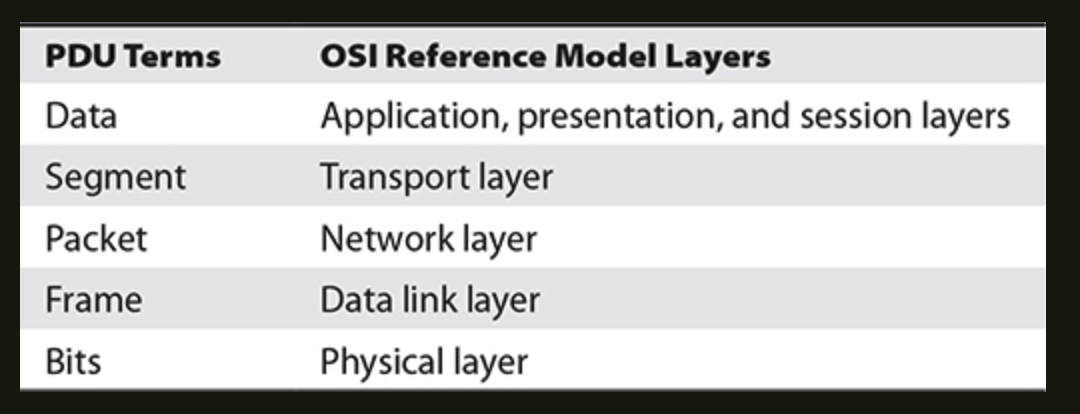 PDU Terms OSI Reference Model Layers
Data Application, presentation, and session layers
Segment Transport layer
Packet Network layer
Frame Data link layer
Bits Physical layer